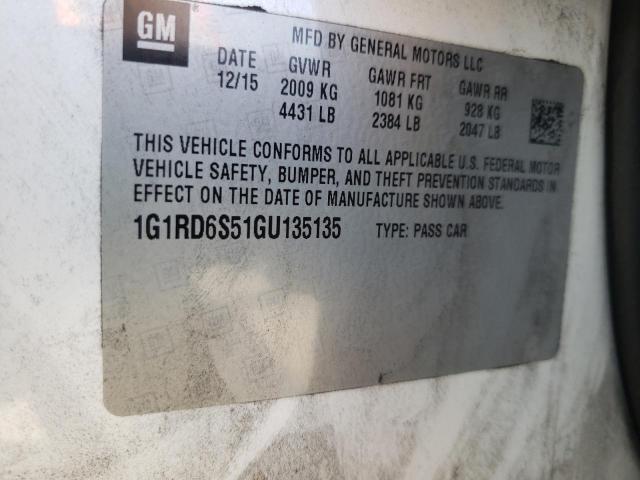 GM
MFD BY GENERAL MOTORS LLC
DATE GVWR GAWR FRT GAWR RR
12/15 2009 KG 1081 KG 928 KG
4431 LB 2384 LB 2047 LB
THIS VEHICLE CONFORMS TO ALL APPLICABLE U.S. FEDERAL MOTOR
VEHICLE SAFETY, BUMPER, AND THEFT PREVENTION STANDARDS IN
EFFECT ON THE DATE OF MANUFACTURE SHOWN ABOVE.
1G1RD6S51GU135135 TYPE: PASS CAR